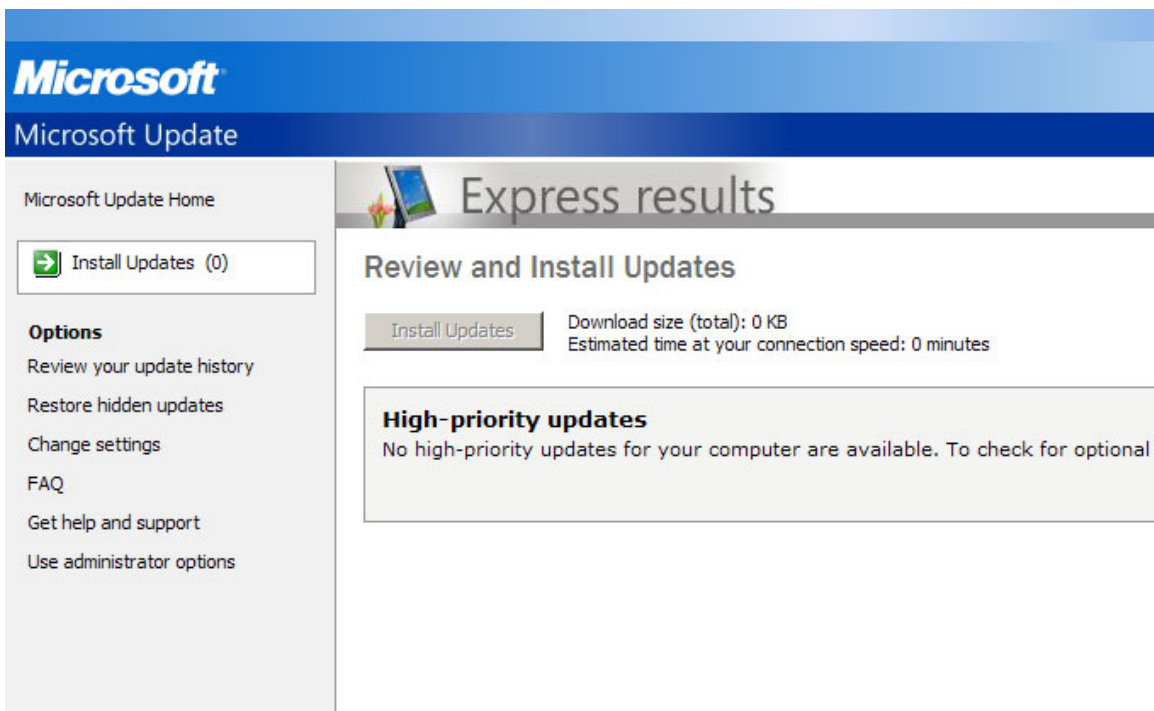 Microsoft
Microsoft Update
Microsoft Update Home
Install Updates (0)
Options
Review your update history
Restore hidden updates
Change settings
FAQ
Get help and support
Use administrator options
Express results
Review and Install Updates
Install Updates
Download size (total): 0 KB
Estimated time at your connection speed: 0 minutes
High-priority updates
No high-priority updates for your computer are available. To check for optional